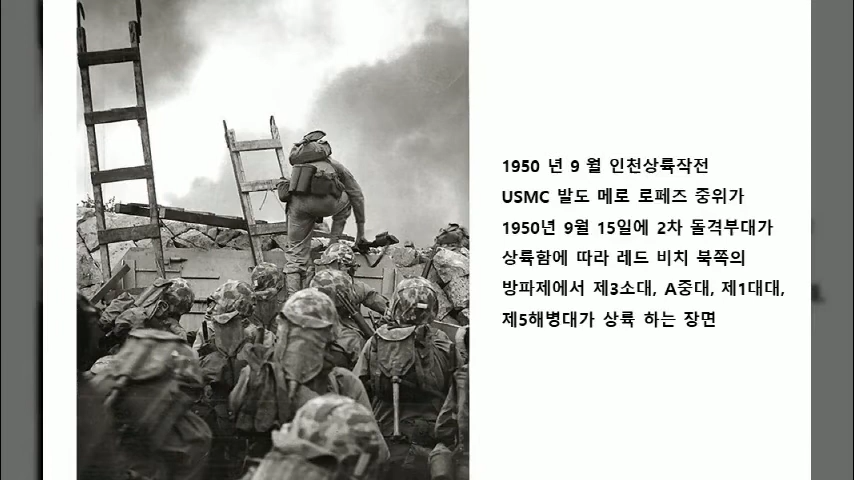 1950 년 9 월 인천상륙작전
USMC 발도 메로 로페즈 중위가
1950년 9월 15일에 2차 돌격부대가
상륙함에 따라 레드 비치 북쪽의
방파제에서 제3소대, A중대, 제1대대,
제5해병대가 상륙 하는 장면